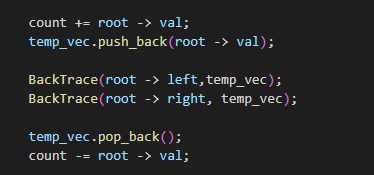 count += root -> val;
temp_vec.push_back(root -> val);
BackTrace(root -> left,temp_vec);
BackTrace(root -> right, temp_vec);
temp_vec.pop_back();
count -= root -> val;